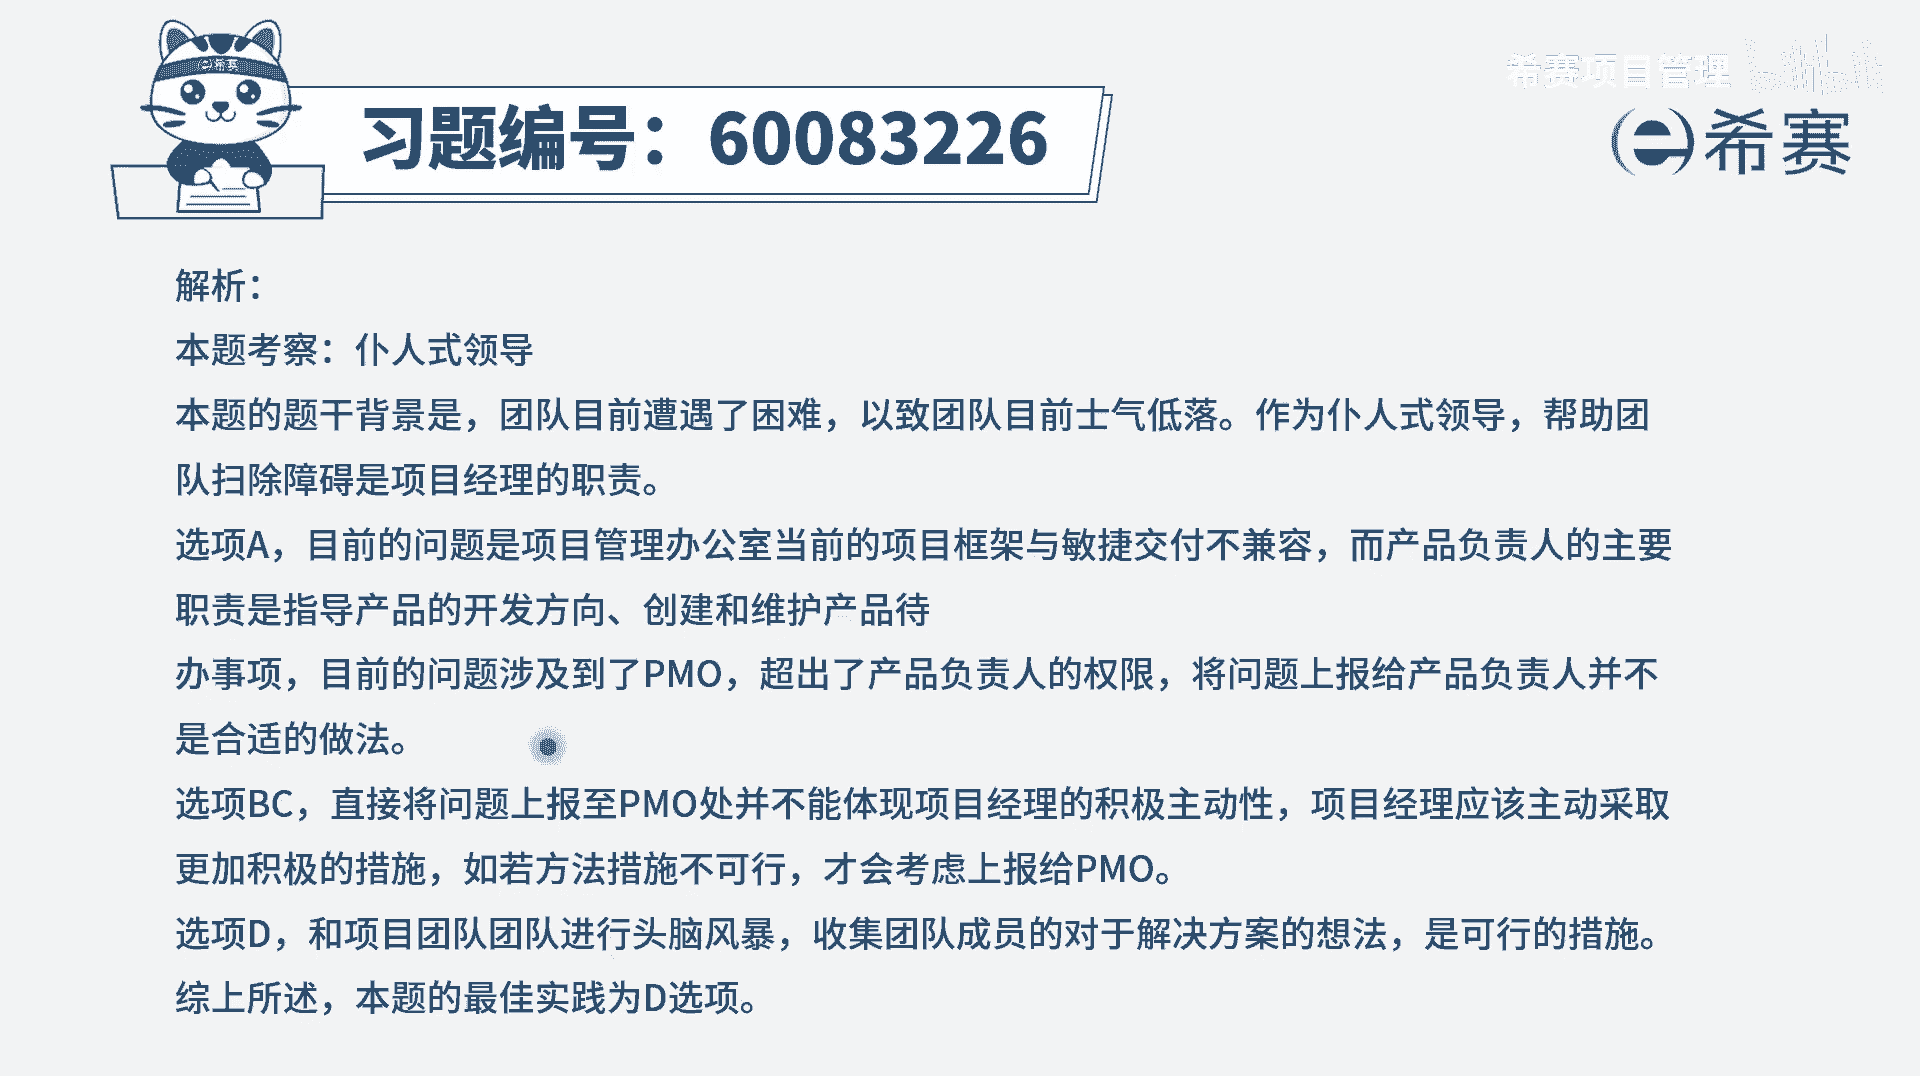 希赛项目管理 bilibili
e希赛
习题编号：60083226
e希赛
解析：
本题考察：仆人式领导
本题的题干背景是，团队目前遭遇了困难，以致团队目前士气低落。作为仆人式领导，帮助团
队扫除障碍是项目经理的职责。
选项A，目前的问题是项目管理办公室当前的项目框架与敏捷交付不兼容，而产品负责人的主要
职责是指导产品的开发方向、创建和维护产品待
办事项，目前的问题涉及到了PMO，超出了产品负责人的权限，将问题上报给产品负责人并不
是合适的做法。
选项BC，直接将问题上报至PMO处并不能体现项目经理的积极主动性，项目经理应该主动采取
更加积极的措施，如若方法措施不可行，才会考虑上报给PMO。
选项D，和项目团队团队进行头脑风暴，收集团队成员的对于解决方案的想法，是可行的措施。
综上所述，本题的最佳实践为D选项。